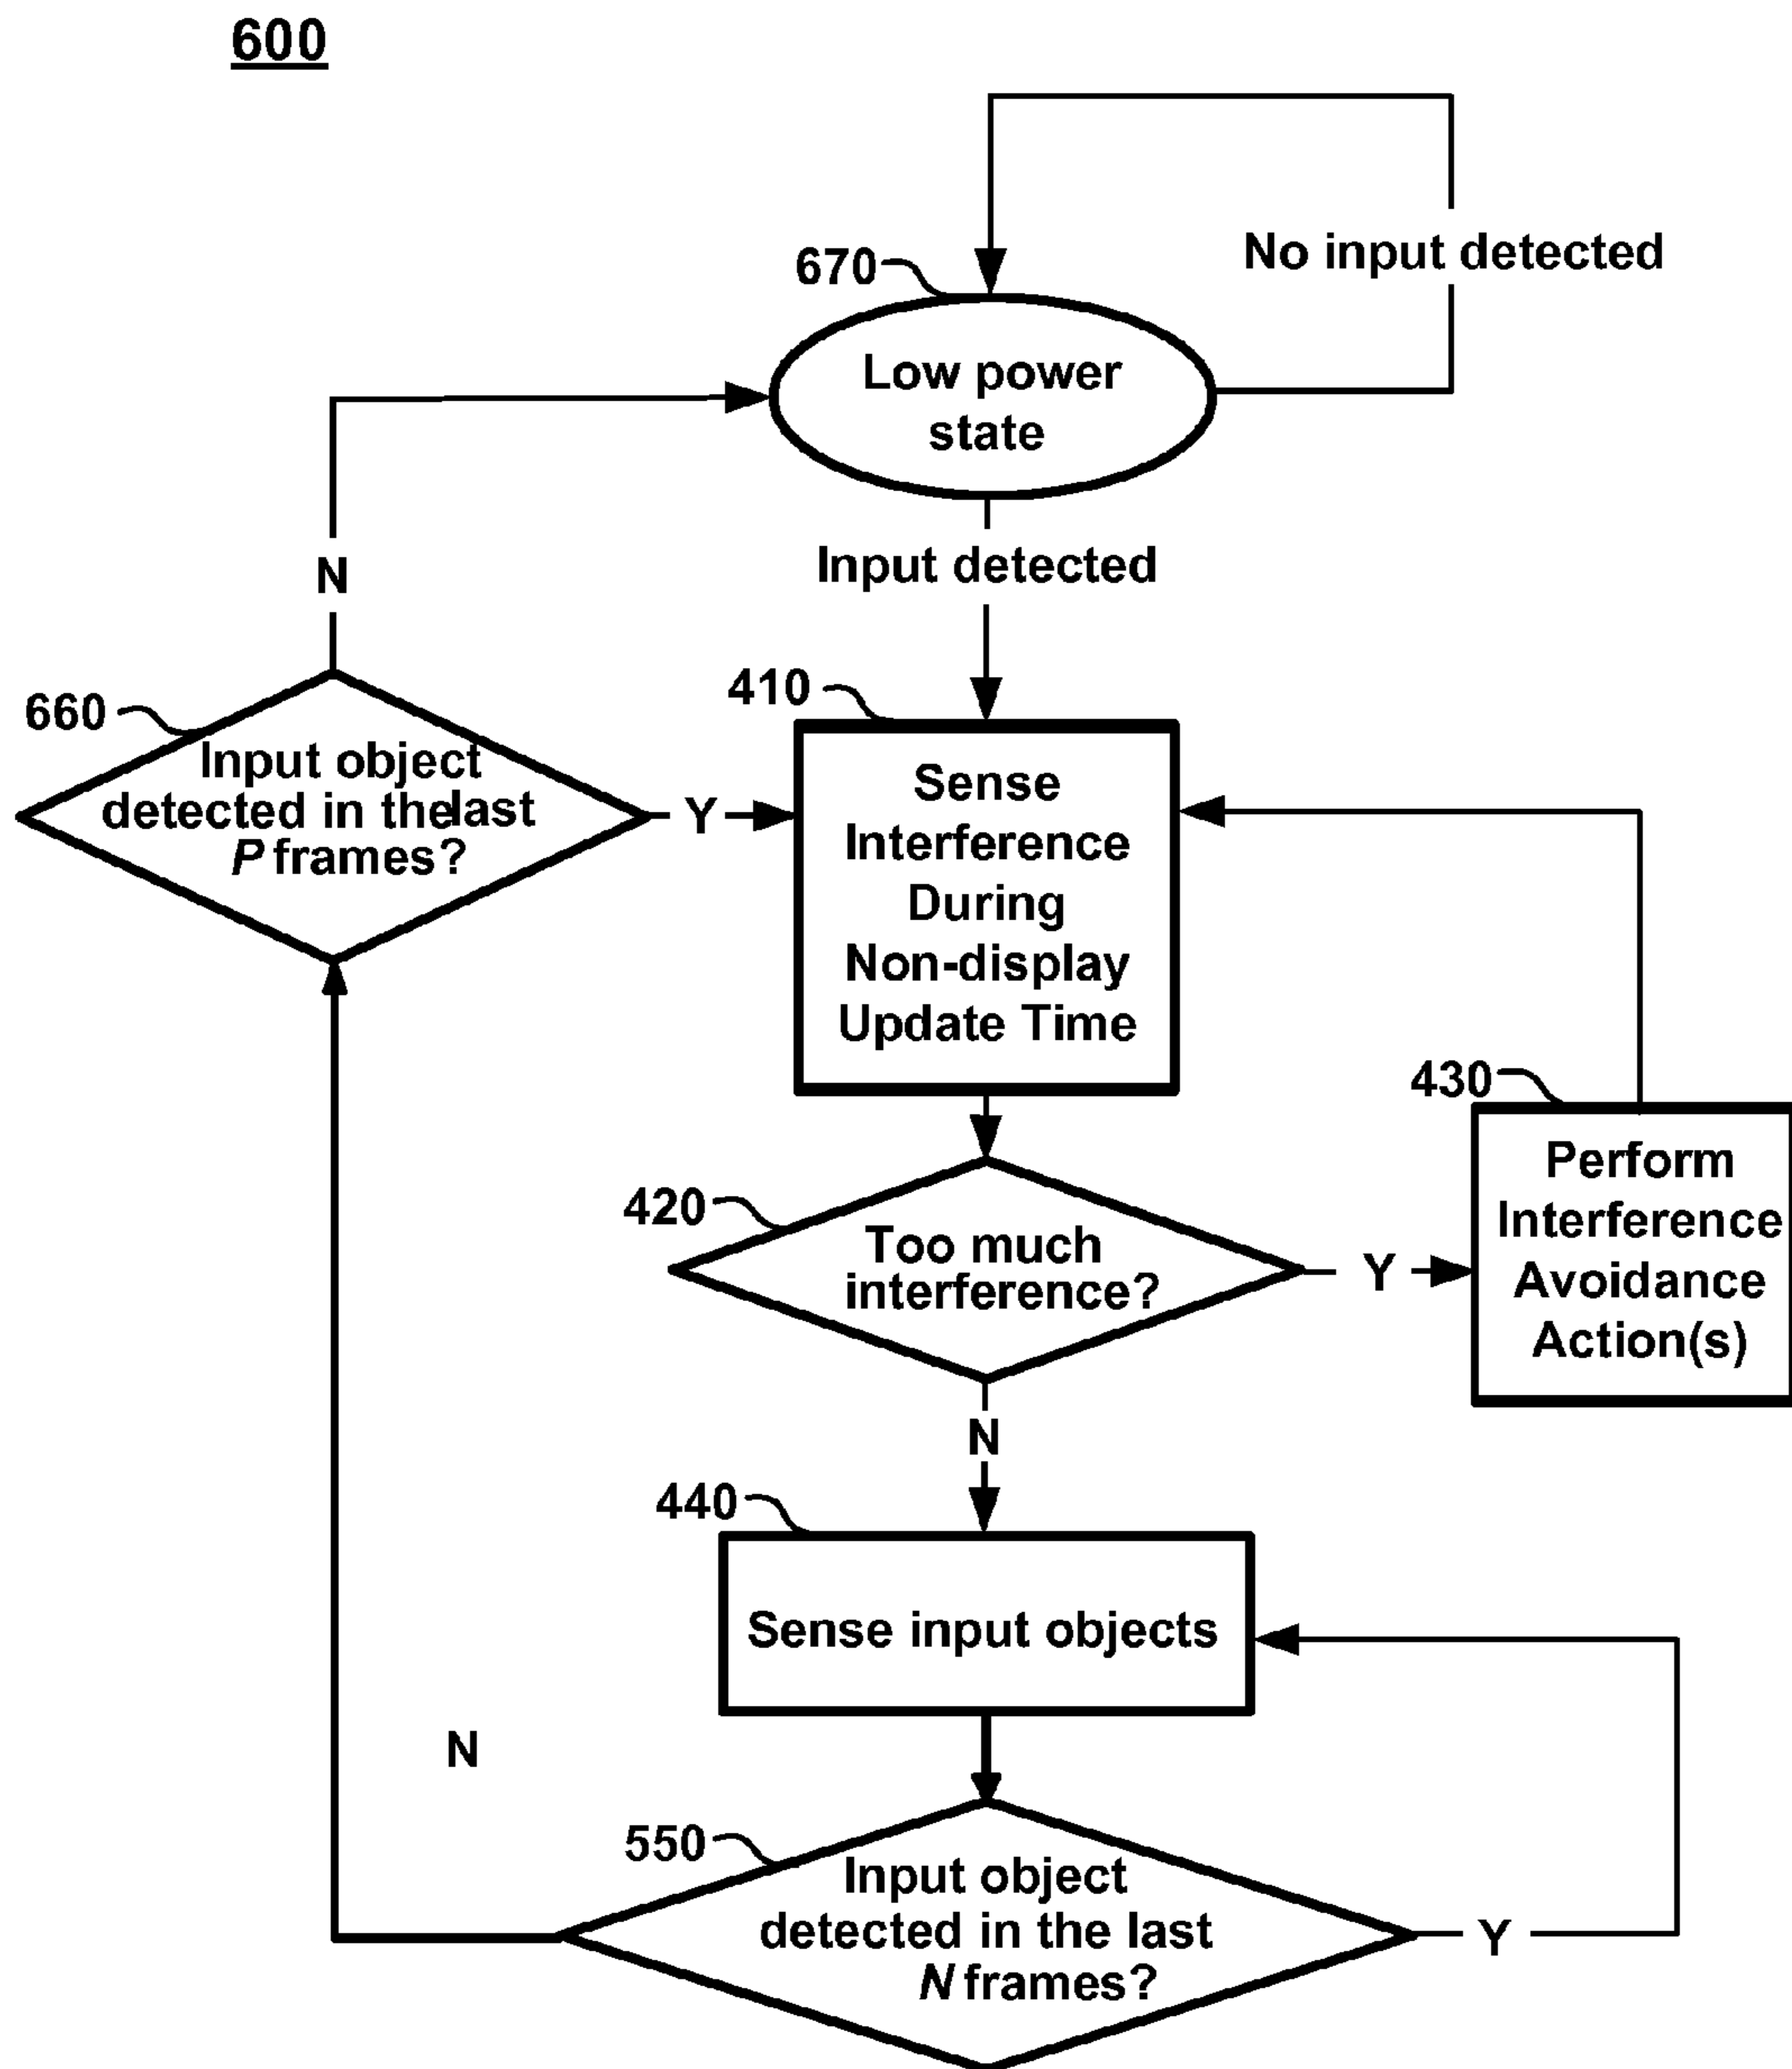 600
No input detected
670
Low power
state
N
Input detected
660
410
Input object
detected in thelast
P frames?
Y
Sense
Interference
During
Non-display
Update Time
430
Perform
Interference
Avoidance
Action(s)
420
Too much
interference?
Y
N
440
Sense input objects
N
550
Input object
detected in the last
N frames?
Y